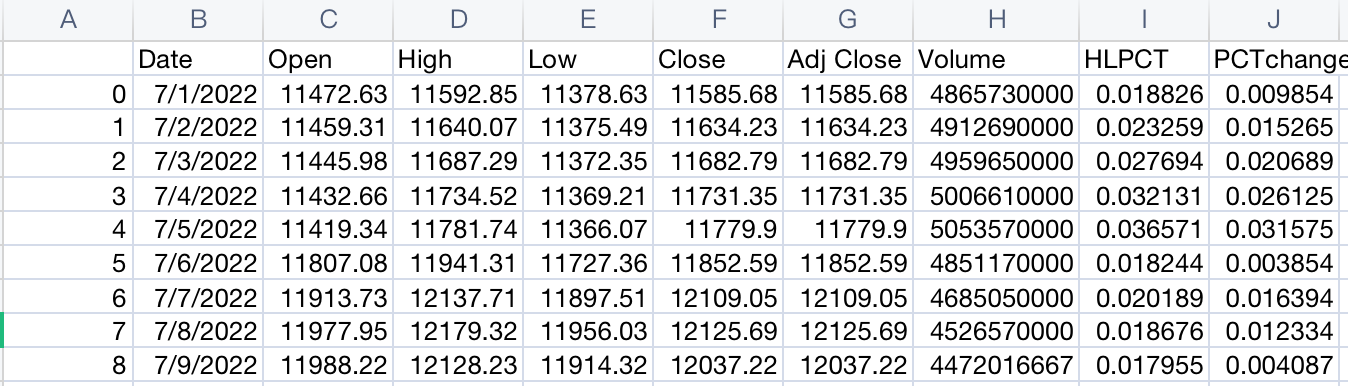 A B C D E F G H I J
Date Open High Low Close Adj Close Volume HLPCT PCTchange
0 7/1/2022 11472.63 11592.85 11378.63 11585.68 11585.68 4865730000 0.018826 0.009854
1 7/2/2022 11459.31 11640.07 11375.49 11634.23 11634.23 4912690000 0.023259 0.015265
2 7/3/2022 11445.98 11687.29 11372.35 11682.79 11682.79 4959650000 0.027694 0.020689
3 7/4/2022 11432.66 11734.52 11369.21 11731.35 11731.35 5006610000 0.032131 0.026125
4 7/5/2022 11419.34 11781.74 11366.07 11779.9 11779.9 5053570000 0.036571 0.031575
5 7/6/2022 11807.08 11941.31 11727.36 11852.59 11852.59 4851170000 0.018244 0.003854
6 7/7/2022 11913.73 12137.71 11897.51 12109.05 12109.05 4685050000 0.020189 0.016394
7 7/8/2022 11977.95 12179.32 11956.03 12125.69 12125.69 4526570000 0.018676 0.012334
8 7/9/2022 11988.22 12128.23 11914.32 12037.22 12037.22 4472016667 0.017955 0.004087